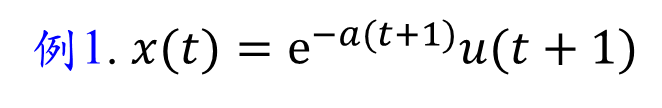 例1. x(t) = e^{-a(t+1)}u(t + 1)